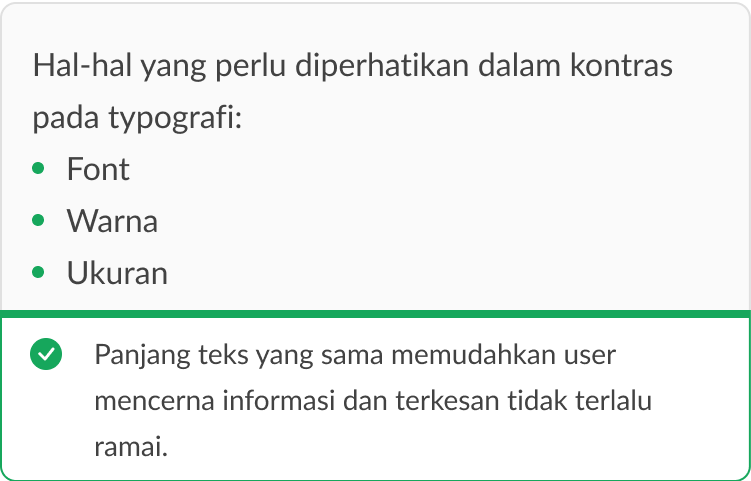 Hal-hal yang perlu diperhatikan dalam kontras
pada typografi:
• Font
• Warna
• Ukuran
Panjang teks yang sama memudahkan user
mencerna informasi dan terkesan tidak terlalu
ramai.